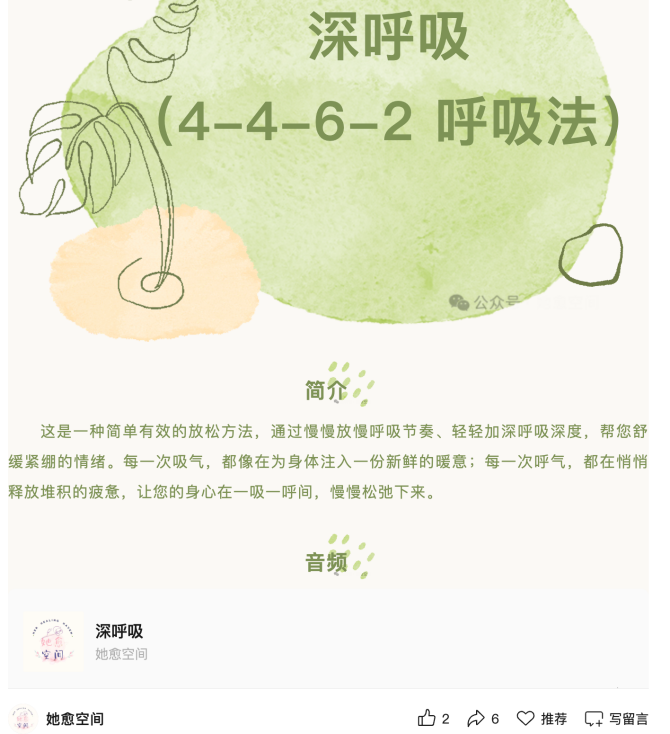 深呼吸
（4-4-6-2 呼吸法）
公众号
简介
这是一种简单有效的放松方法，通过慢慢放慢呼吸节奏、轻轻加深呼吸深度，帮您舒
缓紧绷的情绪。每一次吸气，都像在为身体注入一份新鲜的暖意；每一次呼气，都在悄悄
释放堆积的疲惫，让您的身心在一吸一呼间，慢慢松弛下来。
音频
她愈
空间
深呼吸
她愈空间
她愈空间
2
6
推荐
写留言